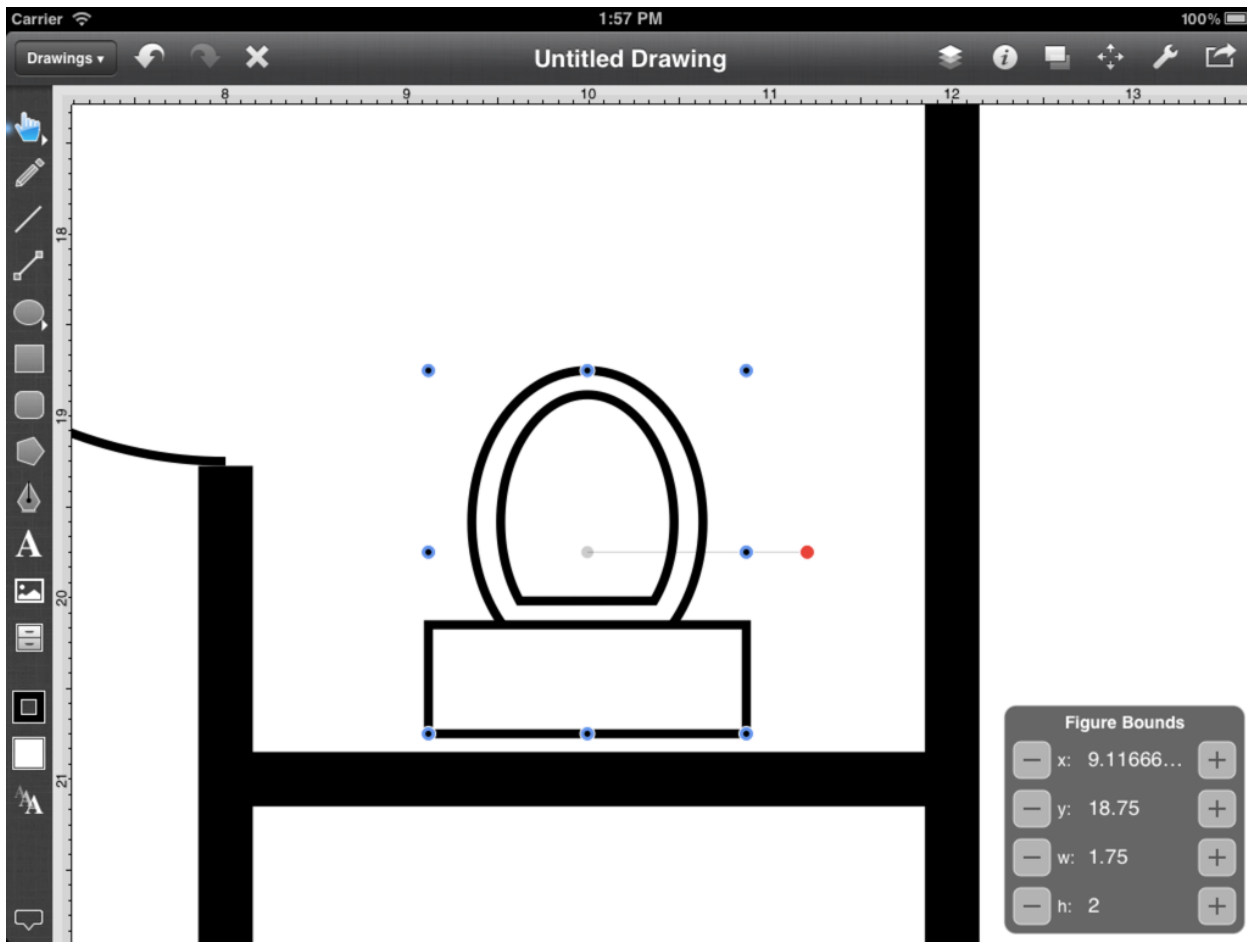 Carrier 1:57 PM 100%
Drawings ▾ Untitled Drawing
8 9 10 11 12 13
18
19
20
21
A
AAA
Figure Bounds
− x: 9.11666... +
− y: 18.75 +
− w: 1.75 +
− h: 2 +